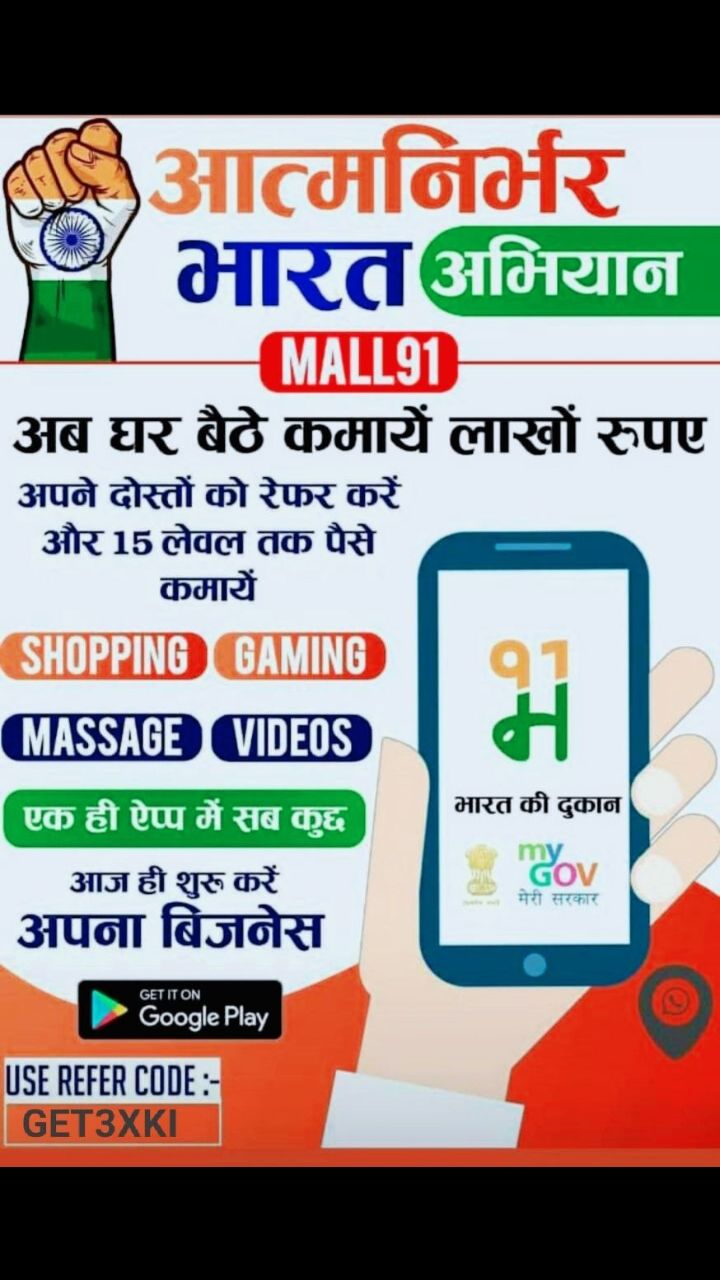 आत्मनिर्भर
भारत अभियान
MALL91
अब घर बैठे कमायें लाखों रुपए
अपने दोस्तों को रेफर करें
और 15 लेवल तक पैसे
कमायें
SHOPPING GAMING
MASSAGE VIDEOS
एक ही ऐप्प में सब कुद्द
आज ही शुरू करें
अपना बिजनेस
GET IT ON
Google Play
USE REFER CODE :-
GET3XKI
91
भ
भारत की दुकान
my
GOV
मेरी सरकार